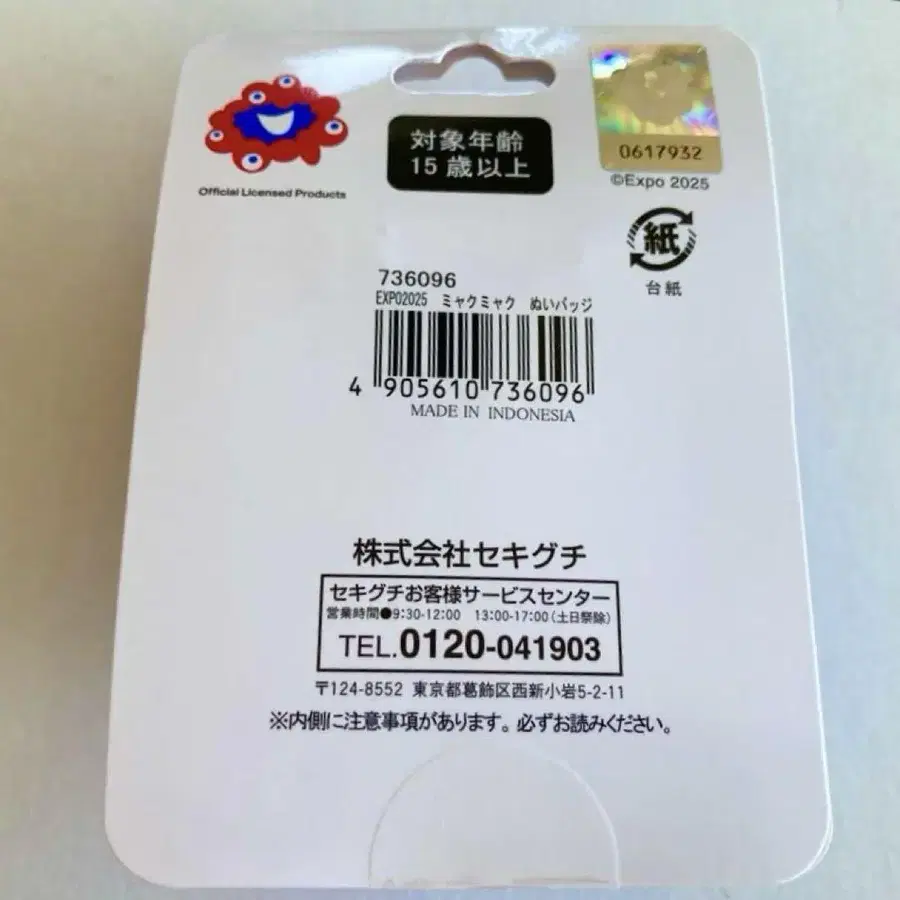 Official Licensed Products
対象年齢
15歳以上
0617932
©Expo 2025
紙
台紙
736096
EXPO2025 ミャクミャク ぬいバッジ
4 905610 736096
MADE IN INDONESIA
株式会社セキグチ
セキグチお客様サービスセンター
営業時間●9:30-12:00 13:00-17:00(土日祭除)
TEL.0120-041903
〒124-8552 東京都葛飾区西新小岩5-2-11
※内側に注意事項があります。必ずお読みください。